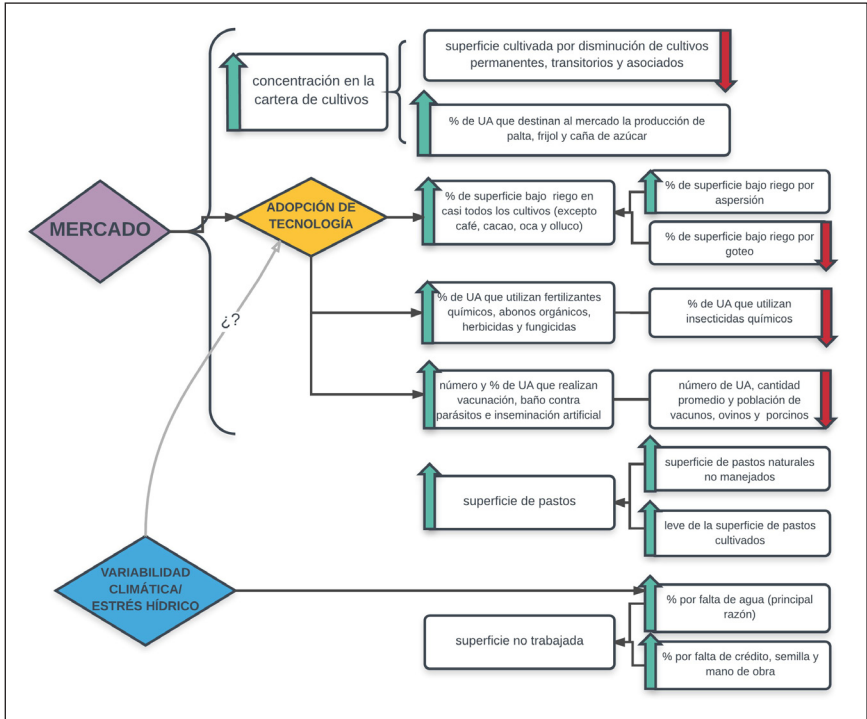 concentración en la
cartera de cultivos
superficie cultivada por disminución de cultivos
permanentes, transitorios y asociados
% de UA que destinan al mercado la producción de
palta, frijol y caña de azúcar
MERCADO
ADOPCIÓN DE
TECNOLOGÍA
% de superficie bajo riego en
casi todos los cultivos (excepto
café, cacao, oca y olluco)
% de superficie bajo riego por
aspersión
% de superficie bajo riego por
goteo
¿?
% de UA que utilizan fertilizantes
químicos, abonos orgánicos,
herbicidas y fungicidas
% de UA que utilizan
insecticidas químicos
número y % de UA que realizan
vacunación, baño contra
parásitos e inseminación artificial
número de UA, cantidad
promedio y población de
vacunos, ovinos y porcinos
superficie de pastos
superficie de pastos naturales
no manejados
leve de la superficie de pastos
cultivados
VARIABILIDAD
CLIMÁTICA/
ESTRÉS HÍDRICO
superficie no trabajada
% por falta de agua (principal
razón)
% por falta de crédito, semilla y
mano de obra